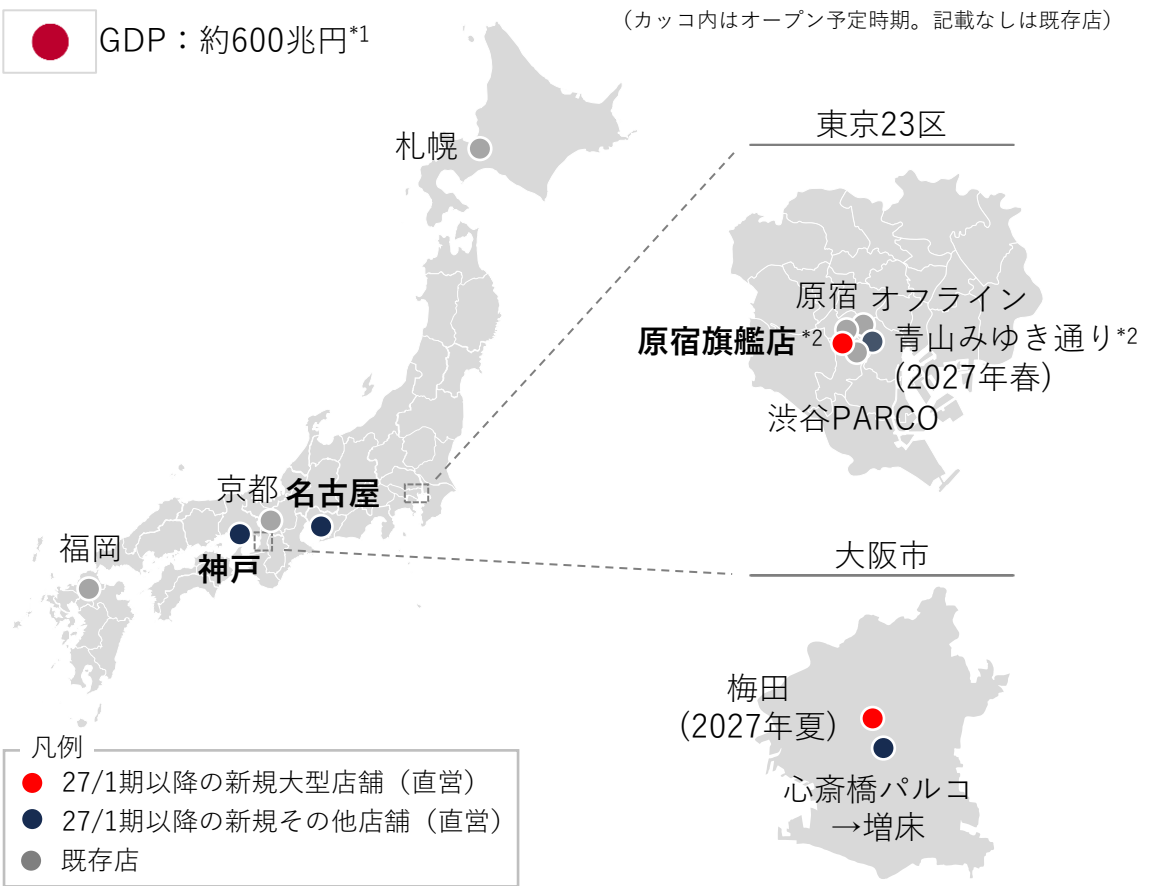 GDP:約600兆円*1
（カッコ内はオープン予定時期。記載なしは既存店）
札幌
東京23区
原宿
オフライン
原宿旗艦店*2
青山みゆき通り*2
(2027年春)
渋谷PARCO
京都
名古屋
神戸
福岡
大阪市
梅田
(2027年夏)
心斎橋パルコ
→増床
凡例
27/1期以降の新規大型店舗（直営）
27/1期以降の新規その他店舗（直営）
既存店